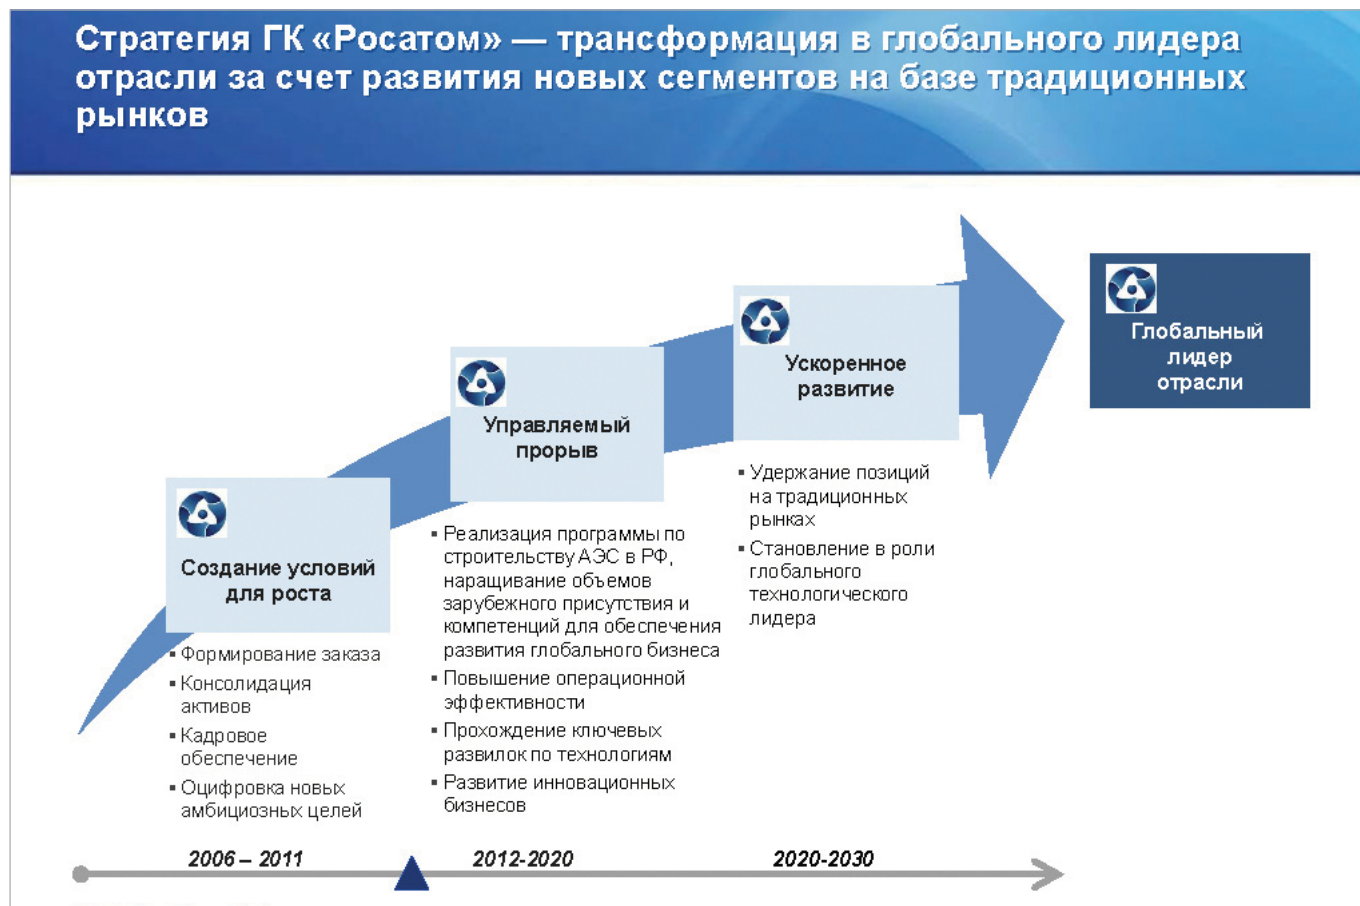 Стратегия ГК «Росатом» — трансформация в глобального лидера
отрасли за счет развития новых сегментов на базе традиционных
рынков
Глобальный
лидер
отрасли
Ускоренное
развитие
Управляемый
прорыв
Создание условий
для роста
▪ Формирование заказа
▪ Консолидация
активов
▪ Кадровое
обеспечение
▪ Оцифровка новых
амбициозных целей
▪ Реализация программы по
строительству АЭС в РФ,
наращивание объемов
зарубежного присутствия и
компетенций для обеспечения
развития глобального бизнеса
▪ Повышение операционной
эффективности
▪ Прохождение ключевых
развилок по технологиям
▪ Развитие инновационных
бизнесов
▪ Удержание позиций
на традиционных
рынках
▪ Становление в роли
глобального
технологического
лидера
2006 – 2011
2012-2020
2020-2030